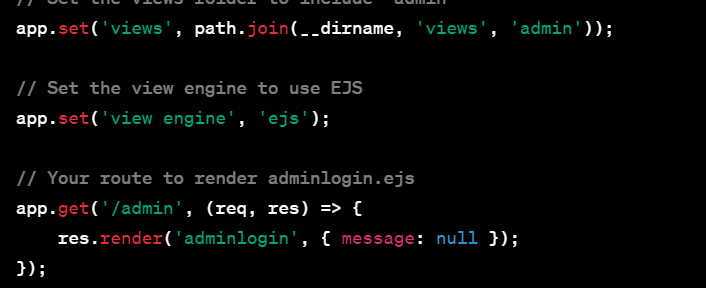 // Set the views folder to include 'admin'
app.set('views', path.join(__dirname, 'views', 'admin'));
// Set the view engine to use EJS
app.set('view engine', 'ejs');
// Your route to render adminlogin.ejs
app.get('/admin', (req, res) => {
    res.render('adminlogin', { message: null });
});